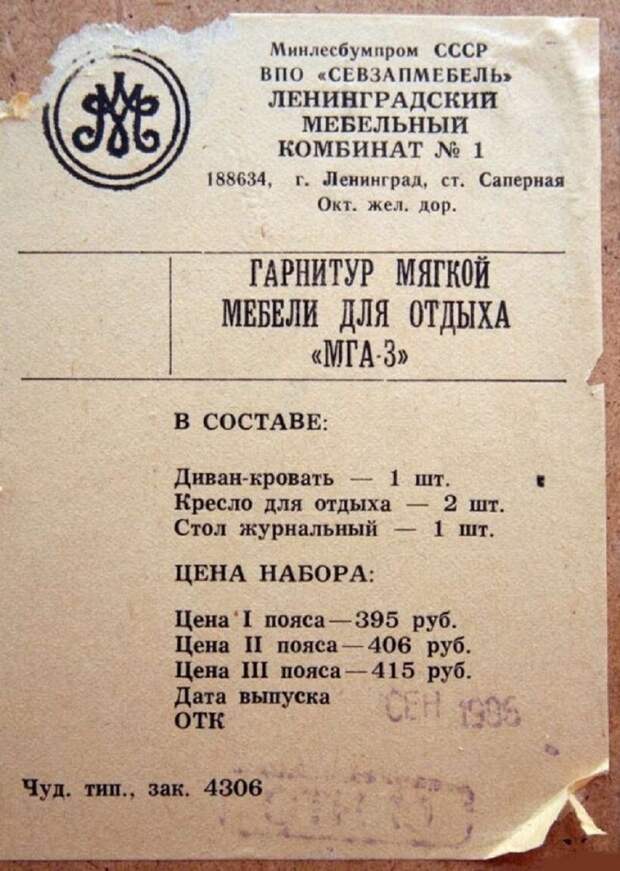 Минлесбумпром СССР
ВПО «СЕВЗАПМЕБЕЛЬ»
ЛЕНИНГРАДСКИЙ
МЕБЕЛЬНЫЙ
КОМБИНАТ № 1
188634, г. Ленинград, ст. Саперная
Окт. жел. дор.
ГАРНИТУР МЯГКОЙ
МЕБЕЛИ ДЛЯ ОТДЫХА
«МГА-3»
В СОСТАВЕ:
Диван-кровать — 1 шт.
Кресло для отдыха — 2 шт.
Стол журнальный — 1 шт.
ЦЕНА НАБОРА:
Цена I пояса — 395 руб.
Цена II пояса — 406 руб.
Цена III пояса — 415 руб.
Дата выпуска СЕН 1986
ОТК
Чуд. тип., зак. 4306